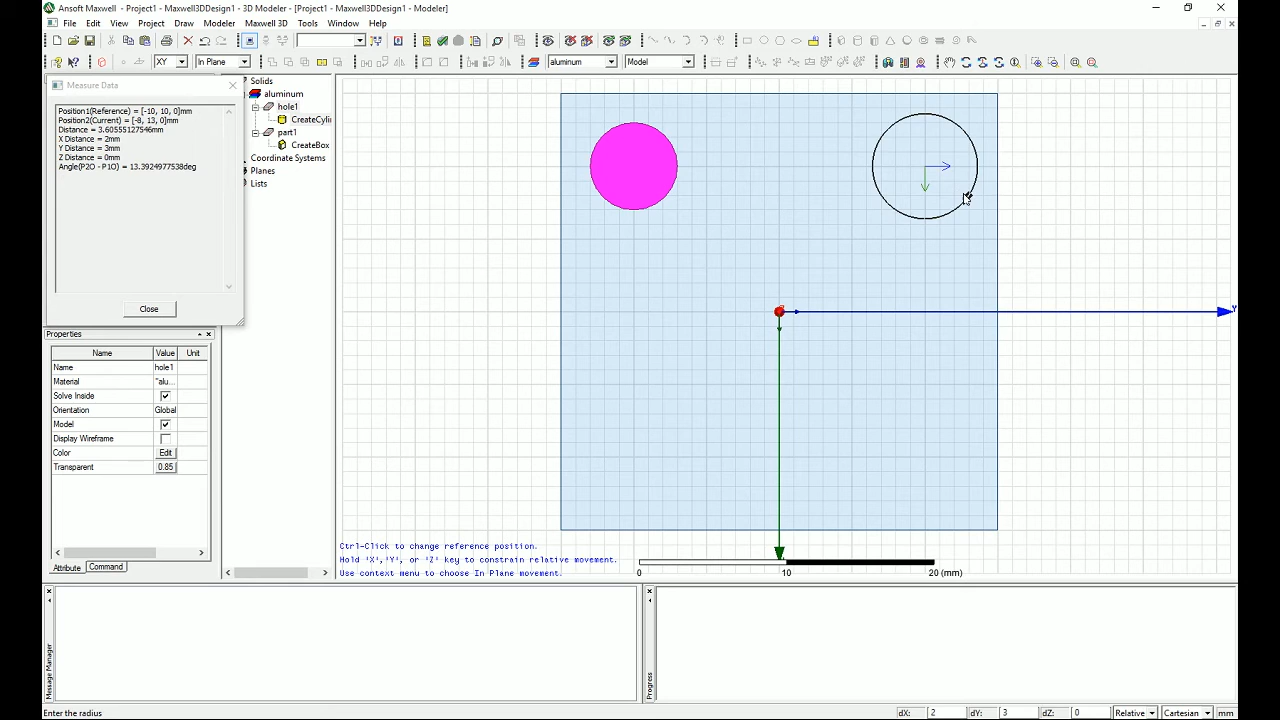 Ansoft Maxwell - Project1 - Maxwell3DDesign1 - 3D Modeler - [Project1 - Maxwell3DDesign1 - Modeler]
File Edit View Project Draw Modeler Maxwell 3D Tools Window Help
XY In Plane aluminum Model
Measure Data
Position1(Reference) = [-10, 10, 0]mm
Position2(Current) = [-8, 13, 0]mm
Distance = 3.60555127546mm
X Distance = 2mm
Y Distance = 3mm
Z Distance = 0mm
Angle(P2O - P1O) = 13.3924977538deg
Close
Solids
aluminum
hole1
CreateCyli
part1
CreateBox
Coordinate Systems
Planes
Lists
Properties
Name Value Unit
Name hole1
Material "alu...
Solve Inside
Orientation Global
Model
Display Wireframe
Color Edit
Transparent 0.85
Attribute Command
Y
Ctrl-Click to change reference position.
Hold 'X','Y', or 'Z' key to constrain relative movement.
Use context menu to choose In Plane movement.
0 10 20 (mm)
Message Manager
Progress
Enter the radius
dX: 2 dY: 3 dZ: 0 Relative Cartesian mm